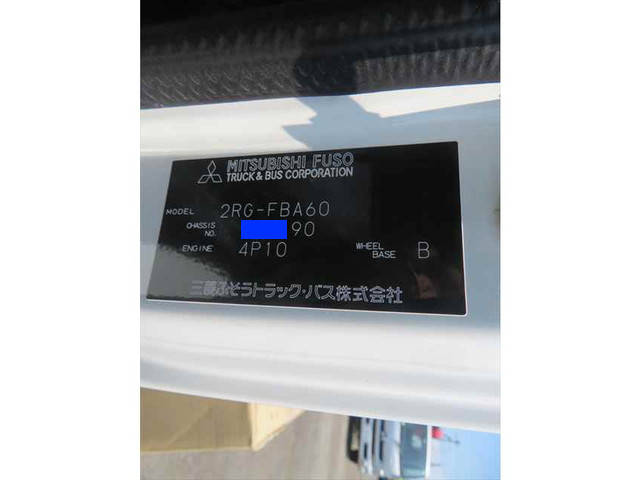 MITSUBISHI FUSO
TRUCK & BUS CORPORATION
MODEL 2RG-FBA60
CHASSIS NO. 90
ENGINE 4P10 WHEEL BASE B
三菱ふそうトラック・バス株式会社